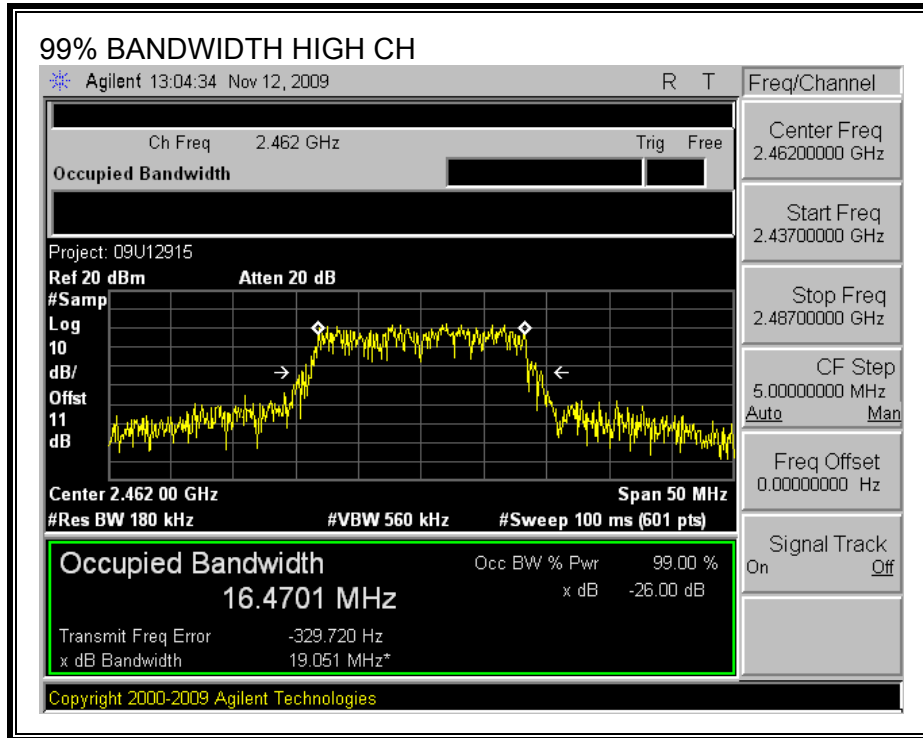 99% BANDWIDTH HIGH CH
Agilent 13:04:34 Nov 12, 2009 R T
Freq/Channel
Ch Freq 2.462 GHz Trig Free
Occupied Bandwidth
Center Freq
2.46200000 GHz
Start Freq
2.43700000 GHz
Stop Freq
2.48700000 GHz
CF Step
5.00000000 MHz
Auto Man
Freq Offset
0.00000000 Hz
Signal Track
On Off
Project: 09U12915
Ref 20 dBm Atten 20 dB
#Samp
Log
10
dB/
Offst
11
dB
Center 2.462 00 GHz Span 50 MHz
#Res BW 180 kHz #VBW 560 kHz #Sweep 100 ms (601 pts)
Occupied Bandwidth
16.4701 MHz
Occ BW % Pwr 99.00 %
x dB -26.00 dB
Transmit Freq Error -329.720 Hz
x dB Bandwidth 19.051 MHz*
Copyright 2000-2009 Agilent Technologies